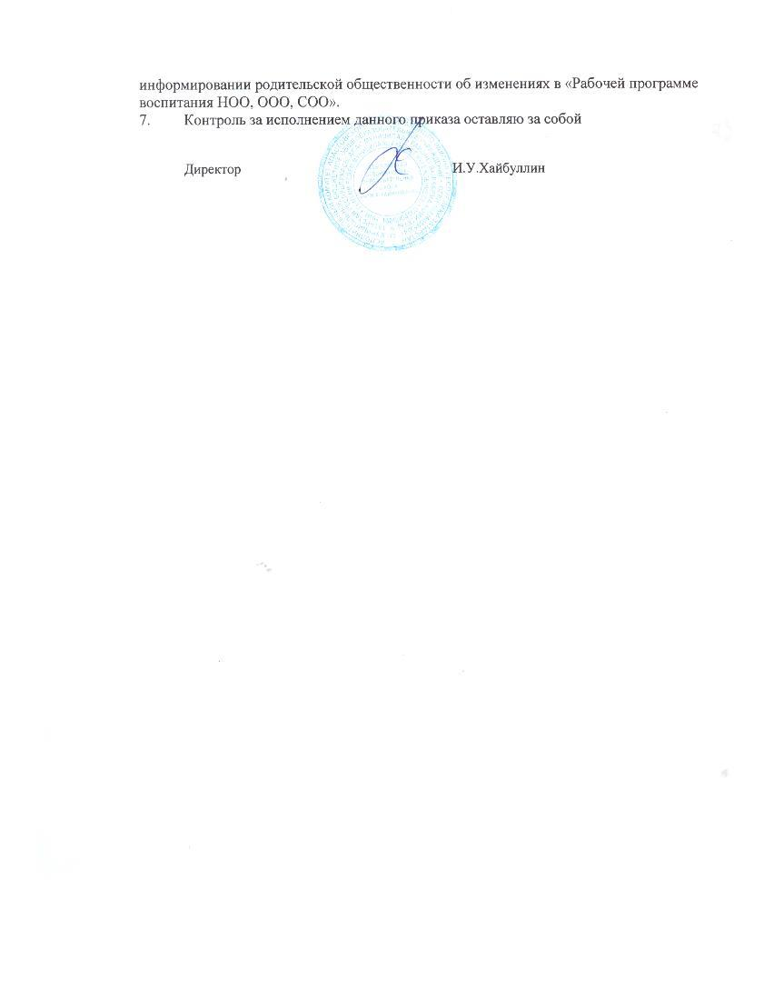 информировании родительской общественности об изменениях в «Рабочей программе
воспитания НОО, ООО, СОО».
7. Контроль за исполнением данного приказа оставляю за собой
Директор И.У.Хайбуллин